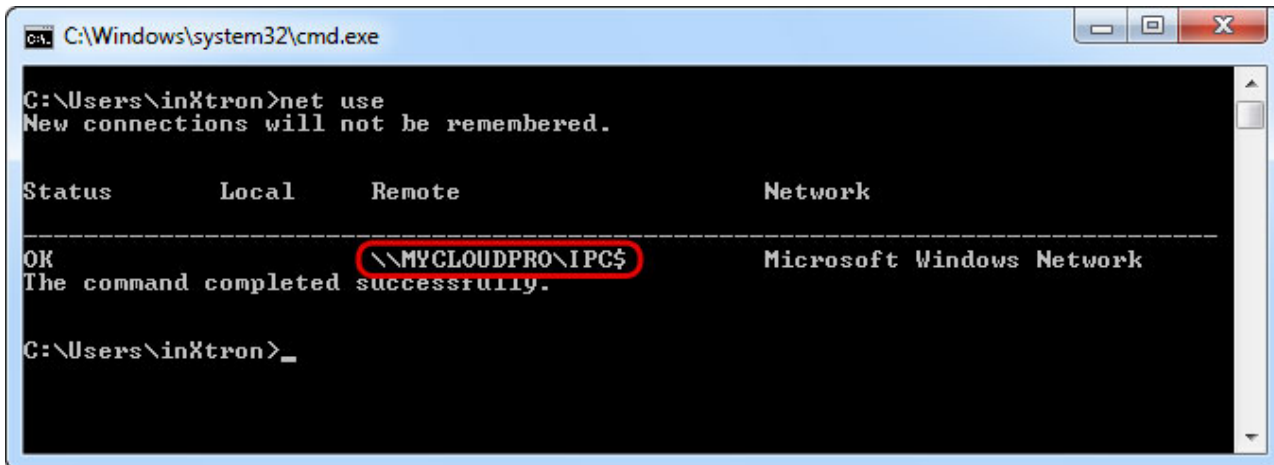 C:\Windows\system32\cmd.exe
C:\Users\inXtron>net use
New connections will not be remembered.
Status Local Remote Network
OK \\MYCLOUDPRO\IPC$ Microsoft Windows Network
The command completed successfully.
C:\Users\inXtron>_